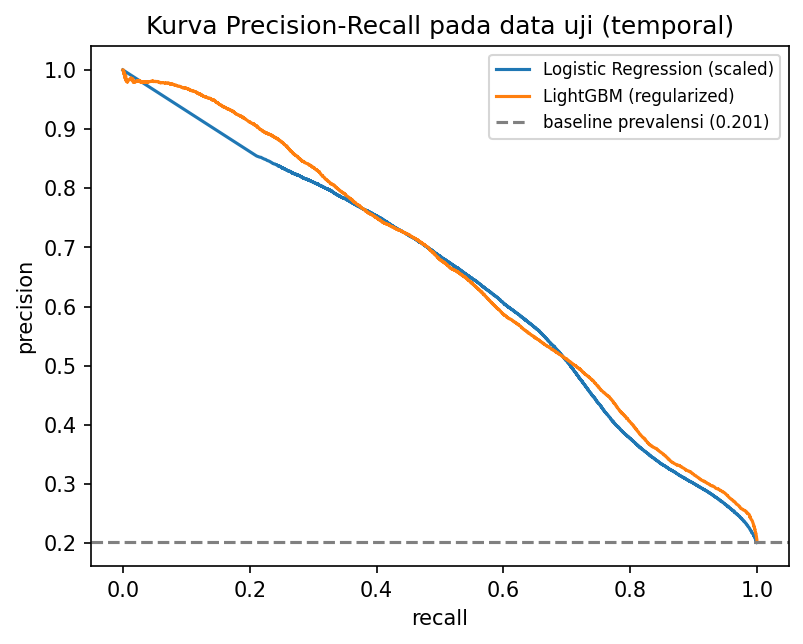 Kurva Precision-Recall pada data uji (temporal)
Logistic Regression (scaled)
LightGBM (regularized)
baseline prevalensi (0.201)
precision
1.0
0.9
0.8
0.7
0.6
0.5
0.4
0.3
0.2
0.0 0.2 0.4 0.6 0.8 1.0
recall